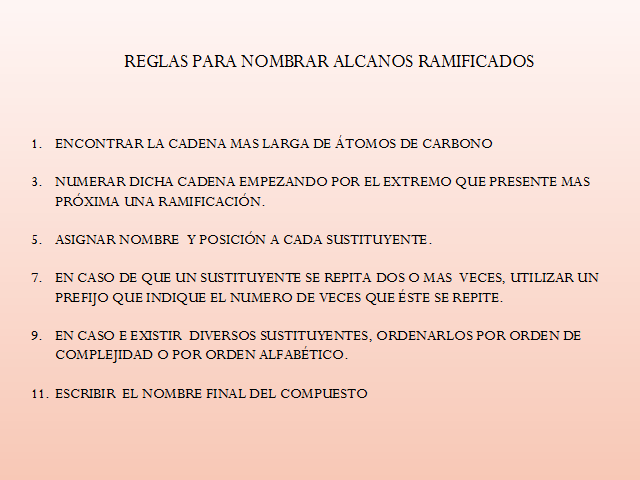 REGLAS PARA NOMBRAR ALCANOS RAMIFICADOS
1. ENCONTRAR LA CADENA MAS LARGA DE ÁTOMOS DE CARBONO
3. NUMERAR DICHA CADENA EMPEZANDO POR EL EXTREMO QUE PRESENTE MAS
PRÓXIMA UNA RAMIFICACIÓN.
5. ASIGNAR NOMBRE Y POSICIÓN A CADA SUSTITUYENTE.
7. EN CASO DE QUE UN SUSTITUYENTE SE REPITA DOS O MAS VECES, UTILIZAR UN
PREFIJO QUE INDIQUE EL NUMERO DE VECES QUE ÉSTE SE REPITE.
9. EN CASO E EXISTIR DIVERSOS SUSTITUYENTES, ORDENARLOS POR ORDEN DE
COMPLEJIDAD O POR ORDEN ALFABÉTICO.
11. ESCRIBIR EL NOMBRE FINAL DEL COMPUESTO